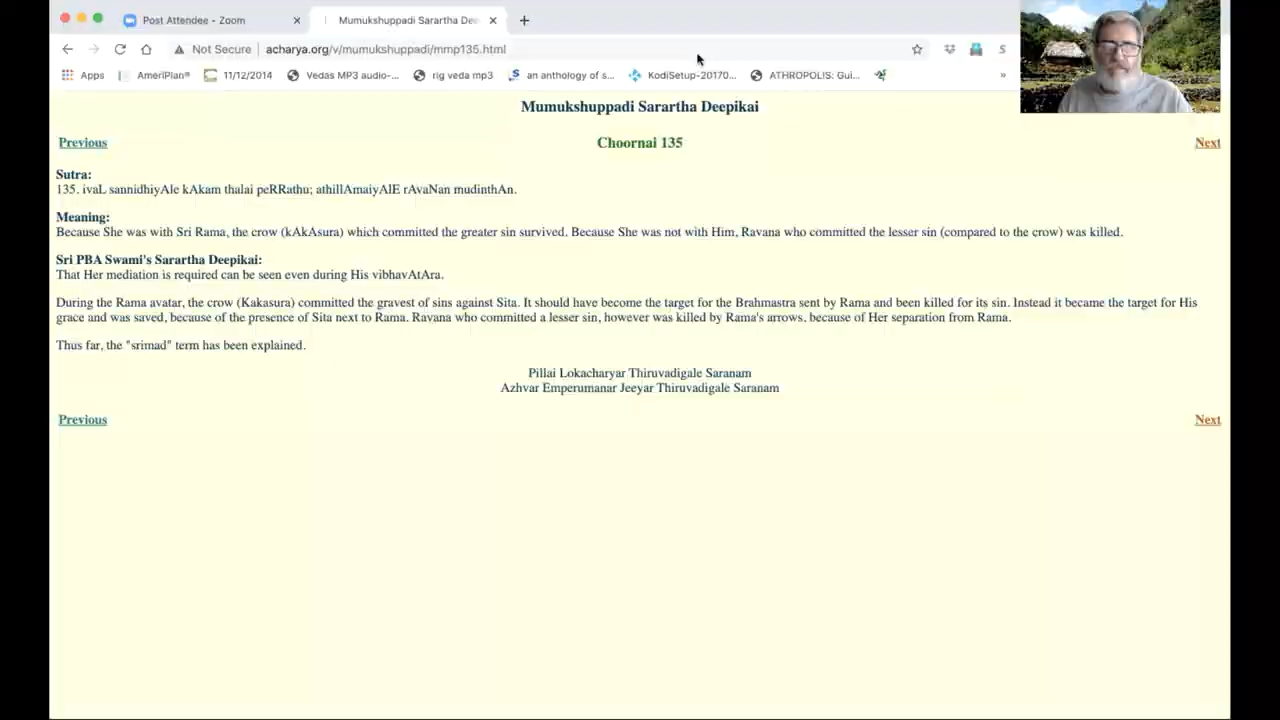 Post Attendee - Zoom
Mumukshuppadi Sarartha Dee
Not Secure
acharya.org/v/mumukshuppadi/mmp135.html
Apps
AmeriPlan®
11/12/2014
Vedas MP3 audio-...
rig veda mp3
an anthology of s...
KodiSetup-20170...
ATHROPOLIS: Gui...
»
Mumukshuppadi Sarartha Deepikai
Previous
Choornai 135
Next
Sutra:
135. ivaL sannidhiyAle kAkam thalai peRRathu; athillAmaiyAlE rAvaNan mudinthAn.
Meaning:
Because She was with Sri Rama, the crow (kAkAsura) which committed the greater sin survived. Because She was not with Him, Ravana who committed the lesser sin (compared to the crow) was killed.
Sri PBA Swami's Sarartha Deepikai:
That Her mediation is required can be seen even during His vibhavAtAra.
During the Rama avatar, the crow (Kakasura) committed the gravest of sins against Sita. It should have become the target for the Brahmastra sent by Rama and been killed for its sin. Instead it became the target for His
grace and was saved, because of the presence of Sita next to Rama. Ravana who committed a lesser sin, however was killed by Rama's arrows, because of Her separation from Rama.
Thus far, the "srimad" term has been explained.
Pillai Lokacharyar Thiruvadigale Saranam
Azhvar Emperumanar Jeeyar Thiruvadigale Saranam
Previous
Next